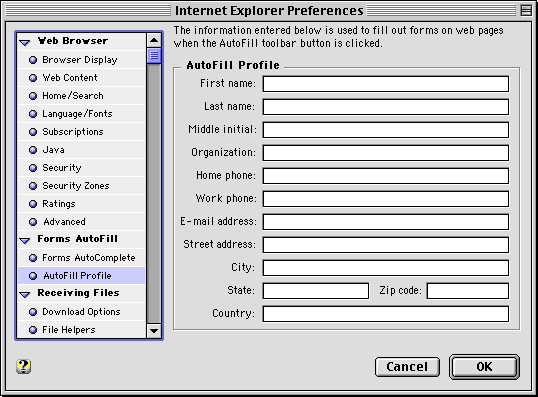 Internet Explorer Preferences
Web Browser
Browser Display
Web Content
Home/Search
Language/Fonts
Subscriptions
Java
Security
Security Zones
Ratings
Advanced
Forms AutoFill
Forms AutoComplete
AutoFill Profile
Receiving Files
Download Options
File Helpers
The information entered below is used to fill out forms on web pages
when the AutoFill toolbar button is clicked.
AutoFill Profile
First name:
Last name:
Middle initial:
Organization:
Home phone:
Work phone:
E-mail address:
Street address:
City:
State: Zip code:
Country:
?
Cancel OK